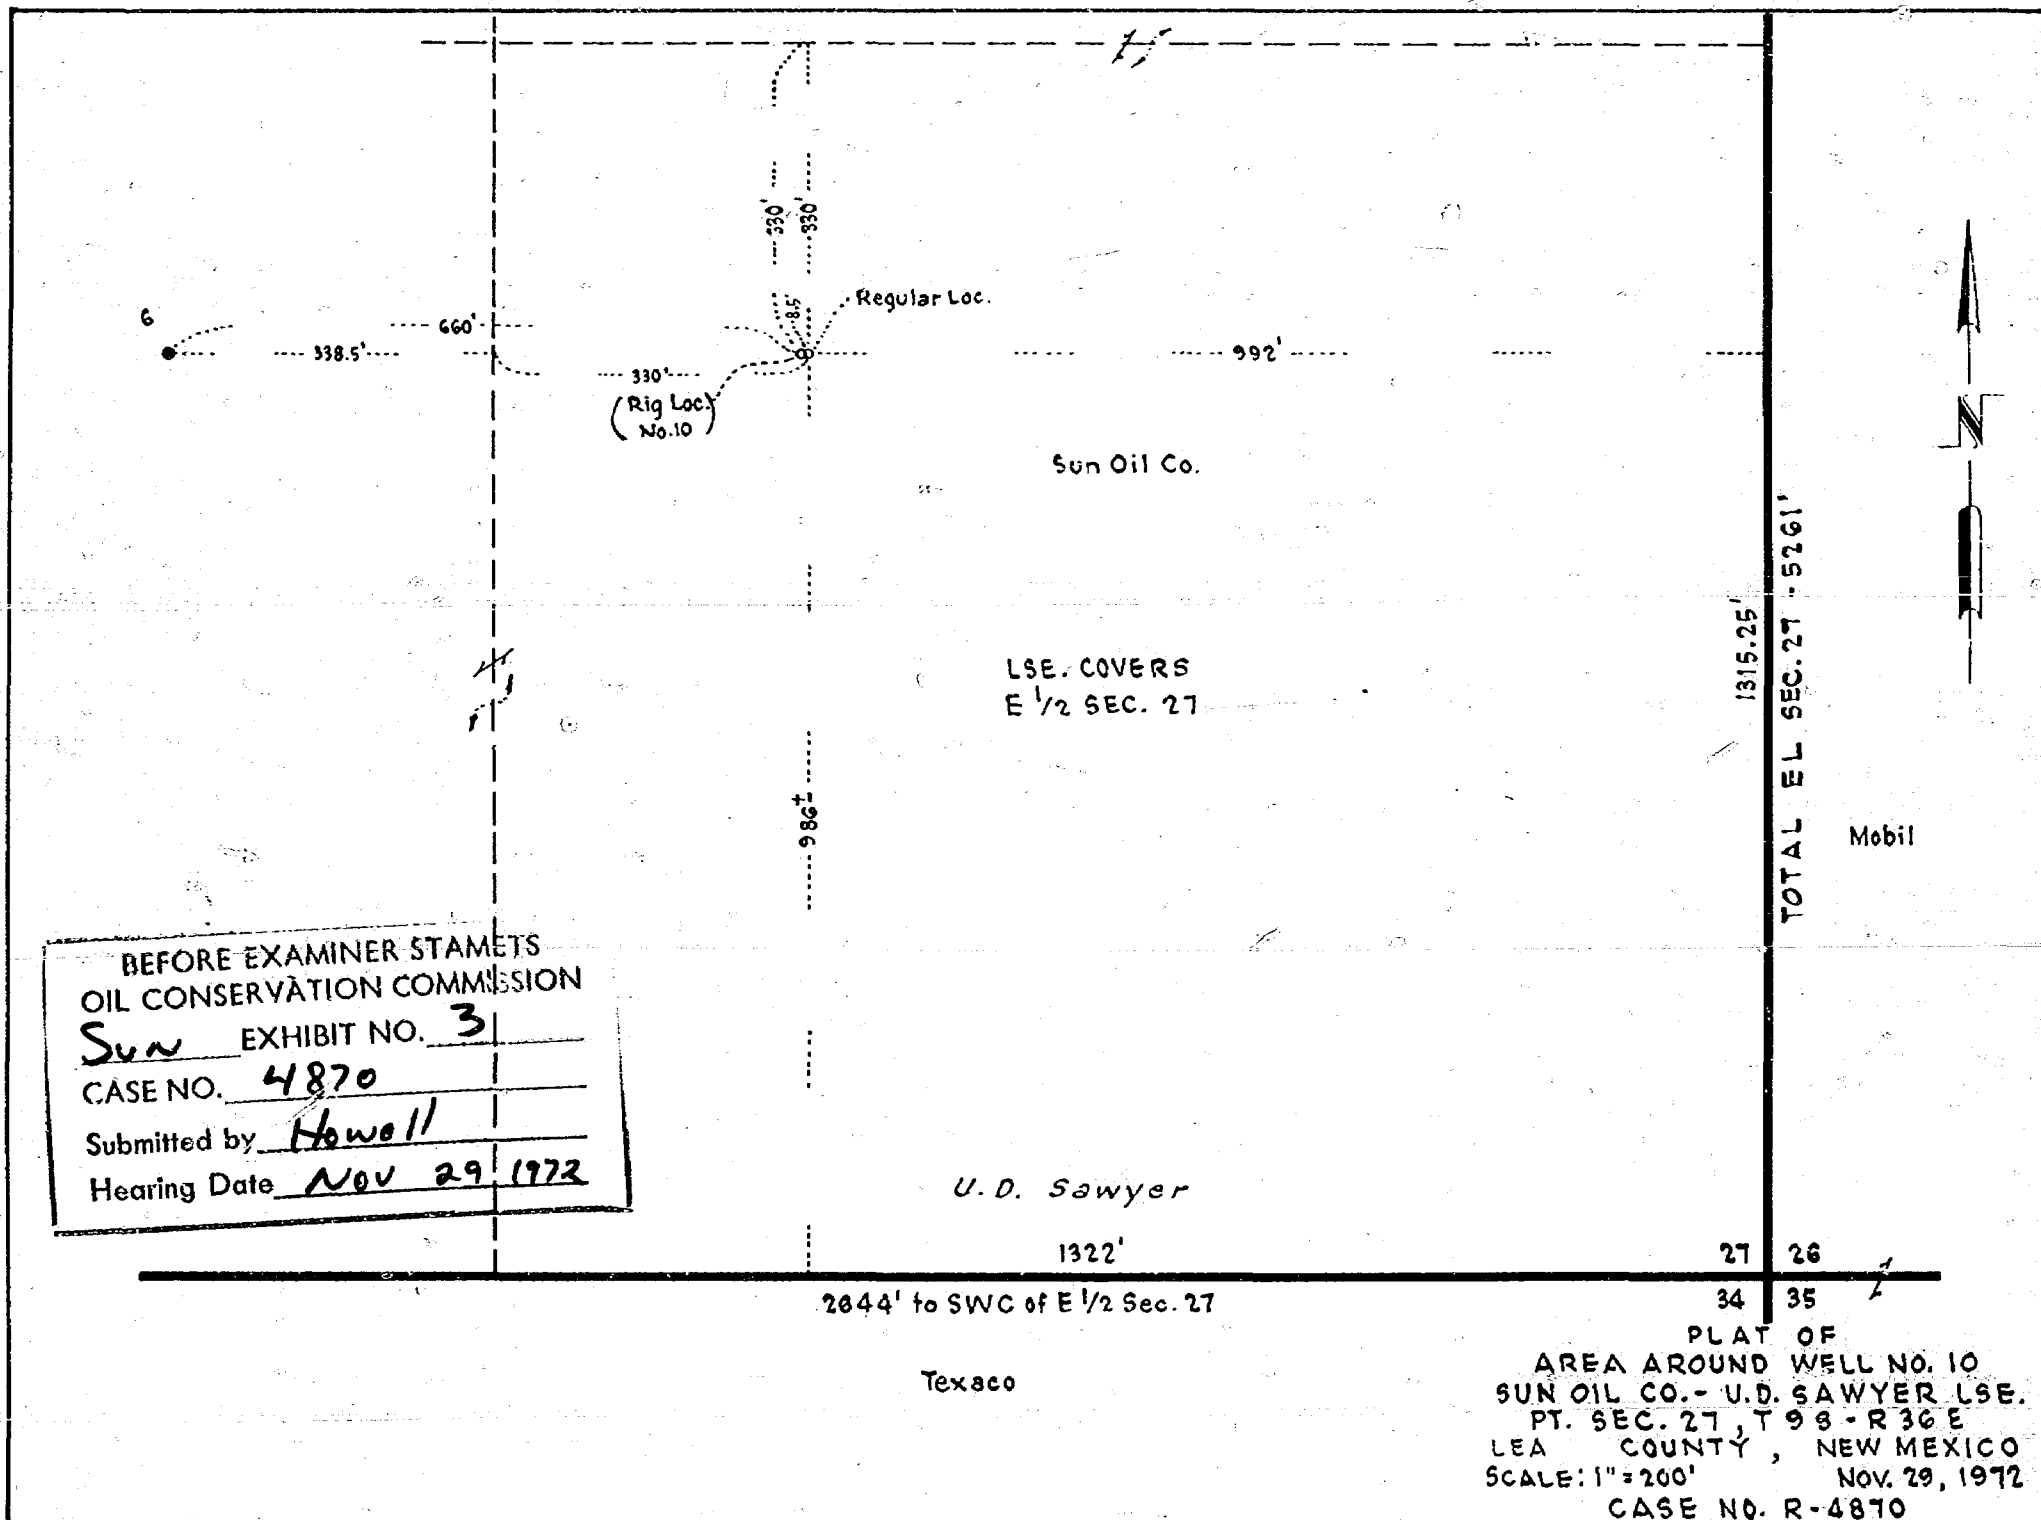 330'
330'
8.5'
Regular Loc.
6
660'
338.5'
992'
330'
(Rig Loc.
No.10)
Sun Oil Co.
N
LSE. COVERS
E 1/2 SEC. 27
1315.25'
TOTAL EL SEC. 27 - 5261'
986±
Mobil
BEFORE EXAMINER STAMETS
OIL CONSERVATION COMMISSION
Sun EXHIBIT NO. 3
CASE NO. 4870
Submitted by Howell
Hearing Date Nov 29 1972
U.D. Sawyer
1322'
27 26
2644' to SWC of E 1/2 Sec. 27
34 35
Texaco
PLAT OF
AREA AROUND WELL NO. 10
SUN OIL CO.- U.D. SAWYER LSE.
PT. SEC. 27, T 9 S - R 36 E
LEA COUNTY, NEW MEXICO
SCALE: 1"=200' NOV. 29, 1972
CASE NO. R-4870